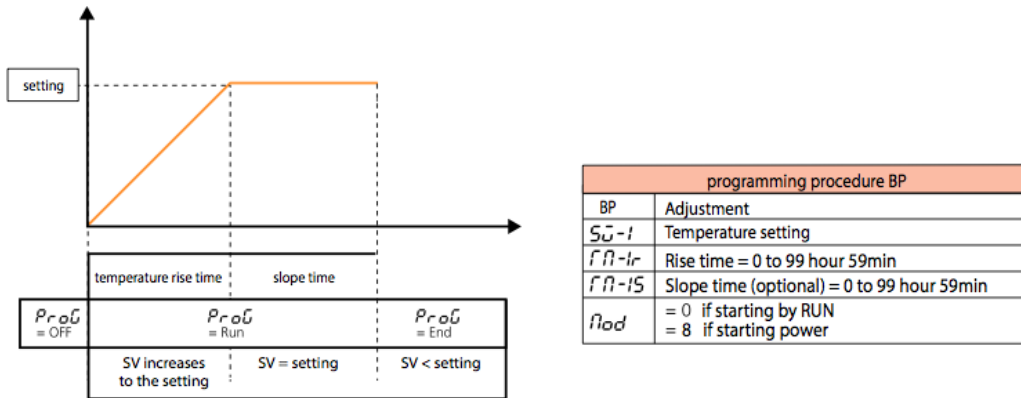 setting
temperature rise time
slope time
ProG
= OFF
ProG
= Run
ProG
= End
SV increases
to the setting
SV = setting
SV < setting
programming procedure BP
BP Adjustment
SV-1 Temperature setting
TM-1r Rise time = 0 to 99 hour 59min
TM-1S Slope time (optional) = 0 to 99 hour 59min
Mod = 0 if starting by RUN
= 8 if starting power